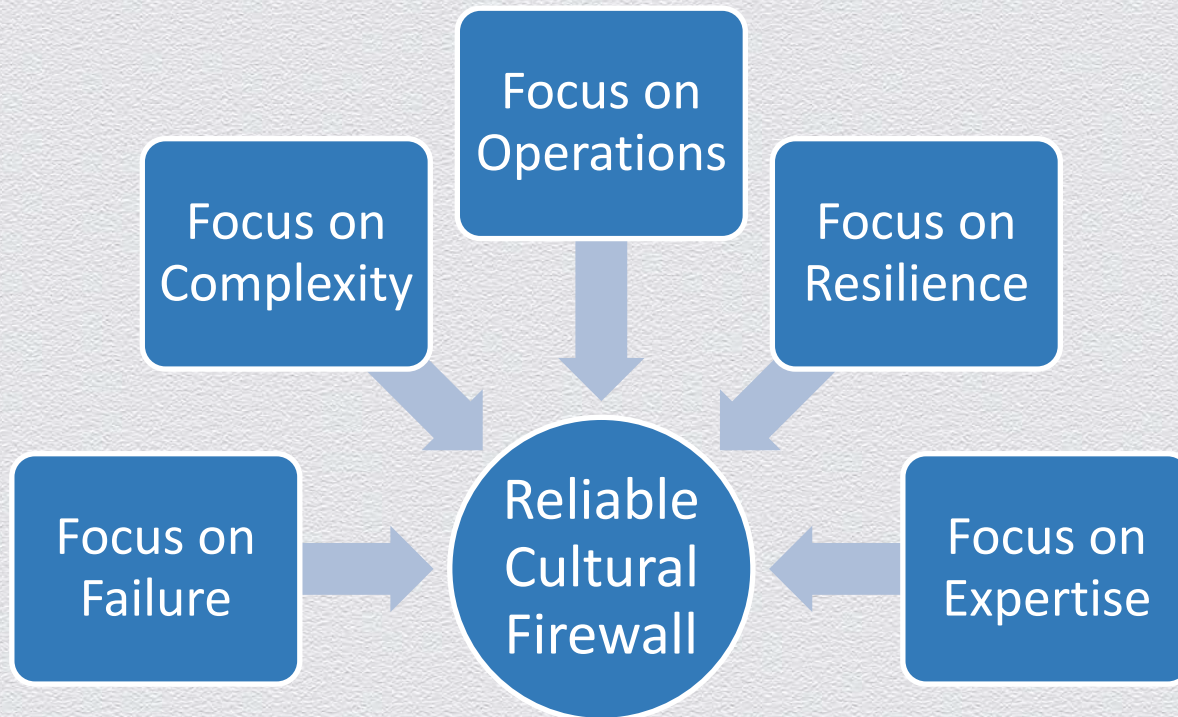 Focus on
Operations
Focus on
Complexity
Focus on
Resilience
Focus on
Failure
Reliable
Cultural
Firewall
Focus on
Expertise